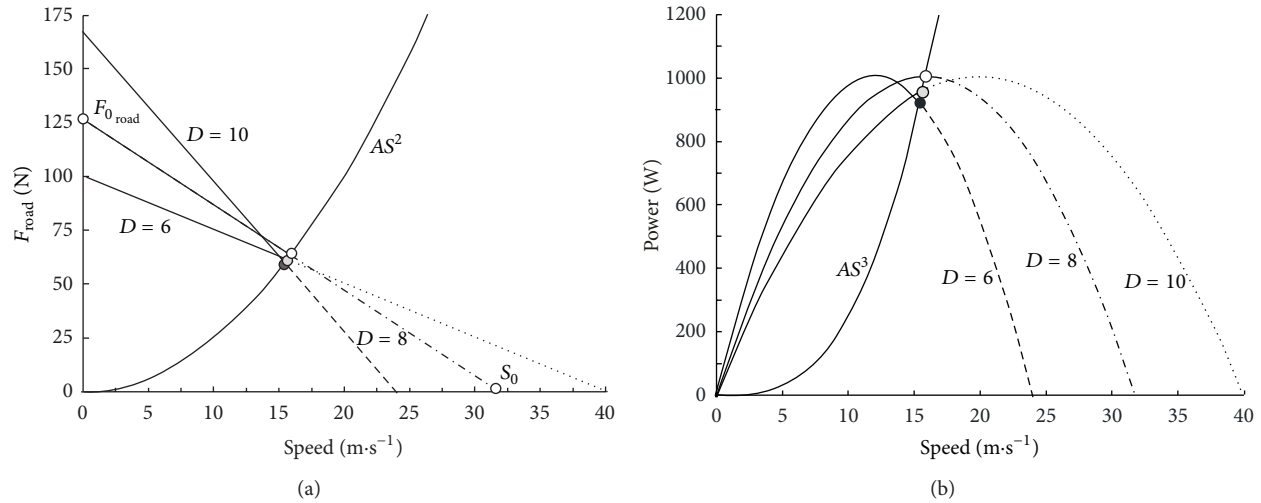 175
150
125
100
75
50
25
0
F_road (N)
F_0 road
D = 10
D = 6
AS²
D = 8
S₀
0 5 10 15 20 25 30 35 40
Speed (m·s⁻¹)
(a)
1200
1000
800
600
400
200
0
Power (W)
AS³
D = 6
D = 8
D = 10
0 5 10 15 20 25 30 35 40
Speed (m·s⁻¹)
(b)